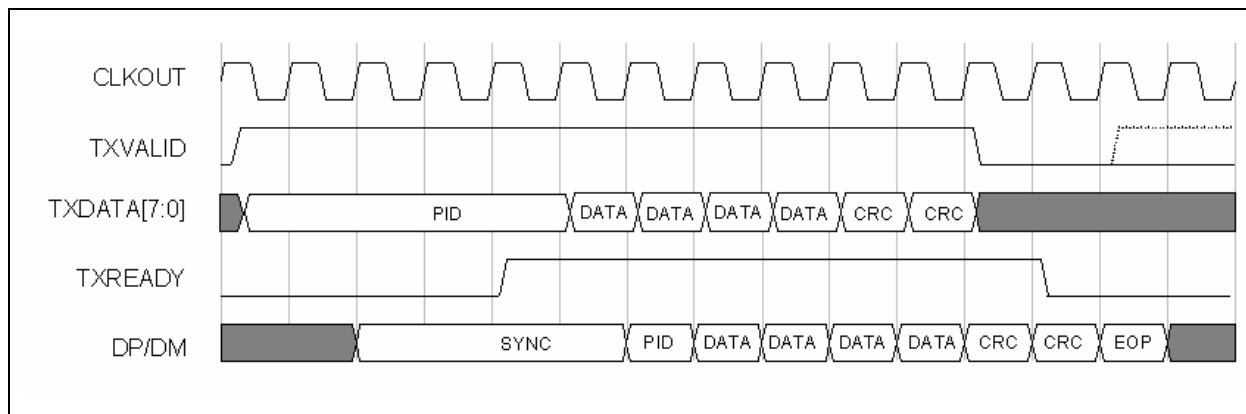 CLKOUT
TXVALID
TXDATA[7:0] PID DATA DATA DATA DATA CRC CRC
TXREADY
DP/DM SYNC PID DATA DATA DATA DATA CRC CRC EOP